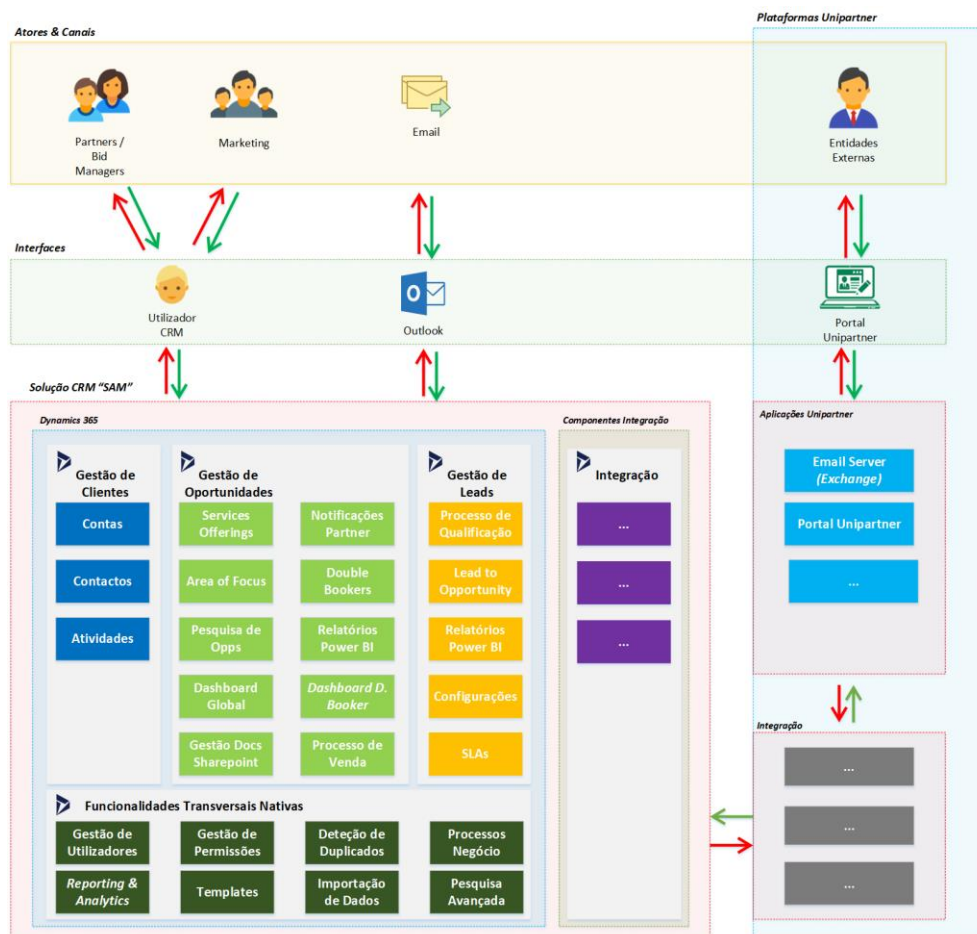 Atores & Canais
Plataformas Unipartner
Partners /
Bid
Managers
Marketing
Email
Entidades
Externas
Interfaces
Utilizador
CRM
Outlook
Portal
Unipartner
Solução CRM "SAM"
Dynamics 365
Componentes Integração
Aplicações Unipartner
Gestão de
Clientes
Gestão de
Oportunidades
Gestão de
Leads
Integração
Contas
Contactos
Atividades
Services
Offerings
Notificações
Partner
Area of Focus
Double
Bookers
Pesquisa de
Opps
Relatórios
Power BI
Dashboard
Global
Dashboard D.
Booker
Gestão Docs
Sharepoint
Processo de
Venda
Processo de
Qualificação
Lead to
Opportunity
Relatórios
Power BI
Configurações
SLAs
...
...
...
Email Server
(Exchange)
Portal Unipartner
...
Integração
...
...
...
Funcionalidades Transversais Nativas
Gestão de
Utilizadores
Gestão de
Permissões
Deteção de
Duplicados
Processos
Negócio
Reporting &
Analytics
Templates
Importação
de Dados
Pesquisa
Avançada